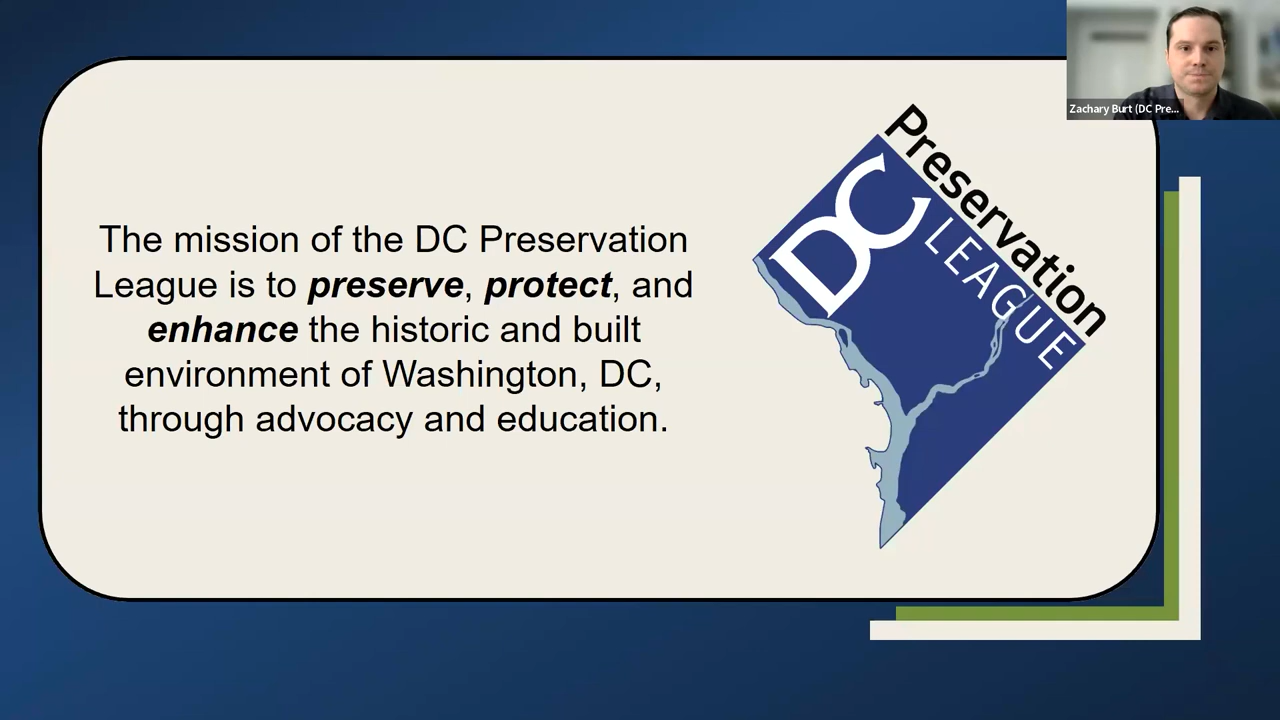 The mission of the DC Preservation
League is to preserve, protect, and
enhance the historic and built
environment of Washington, DC,
through advocacy and education.
DC
Preservation
LEAGUE
Zachary Burt (DC Pre...